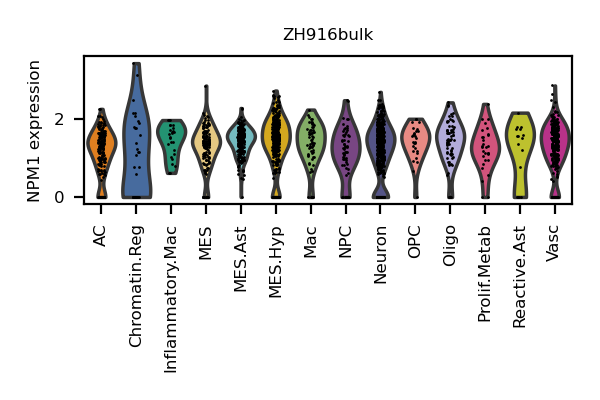 ZH916bulk
NPM1 expression
2
0
AC
Chromatin.Reg
Inflammatory.Mac
MES
MES.Ast
MES.Hyp
Mac
NPC
Neuron
OPC
Oligo
Prolif.Metab
Reactive.Ast
Vasc